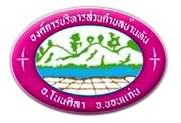 องค์การบริหารส่วนตำบลบ้านหัน
อ.โนนศิลา จ.ขอนแก่น